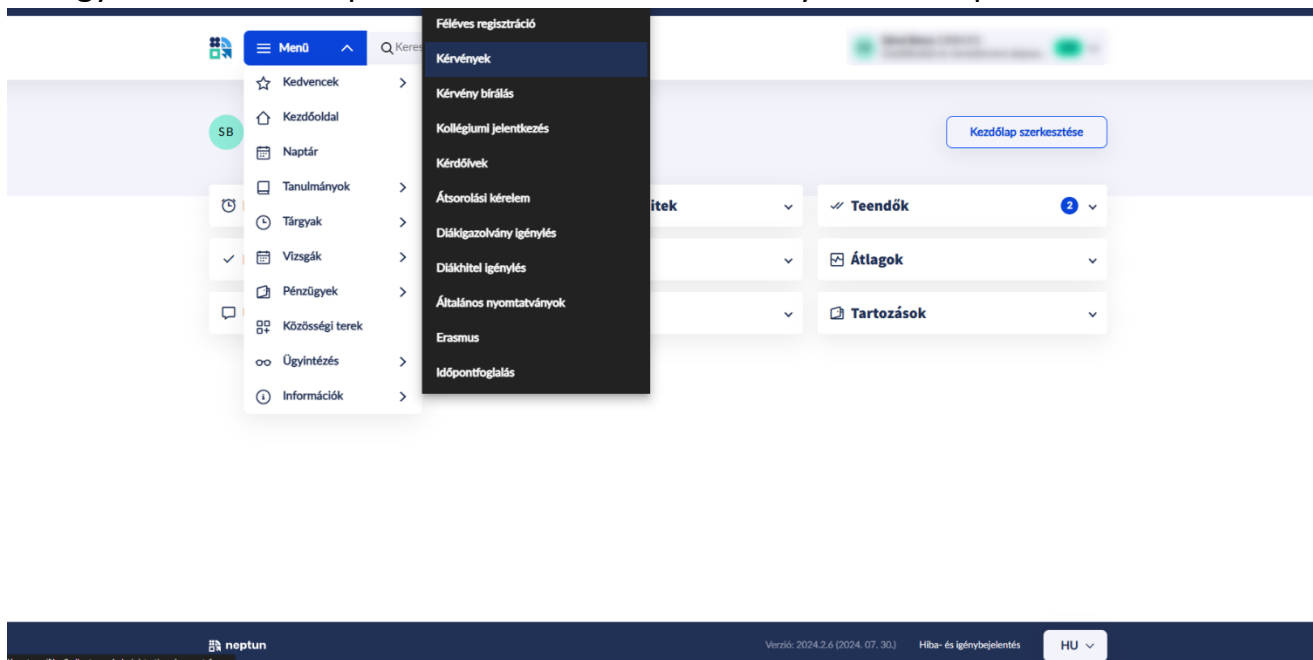 Féléves regisztráció
Menü
Keres
Kérvények
Kedvencek
Kérvény bírálás
Kezdőoldal
Kollégiumi jelentkezés
SB
Kezdőlap szerkesztése
Naptár
Kérdőívek
Tanulmányok
Átsorolási kérelem
itek
Teendők
2
Tárgyak
Diákigazolvány igénylés
Vizsgák
Diákhitel igénylés
Átlagok
Pénzügyek
Általános nyomtatványok
Tartozások
Közösségi terek
Erasmus
Ügyintézés
Időpontfoglalás
Információk
neptun
Verzió: 2024.2.6 (2024. 07. 30.)
Hiba- és igénybejelentés
HU